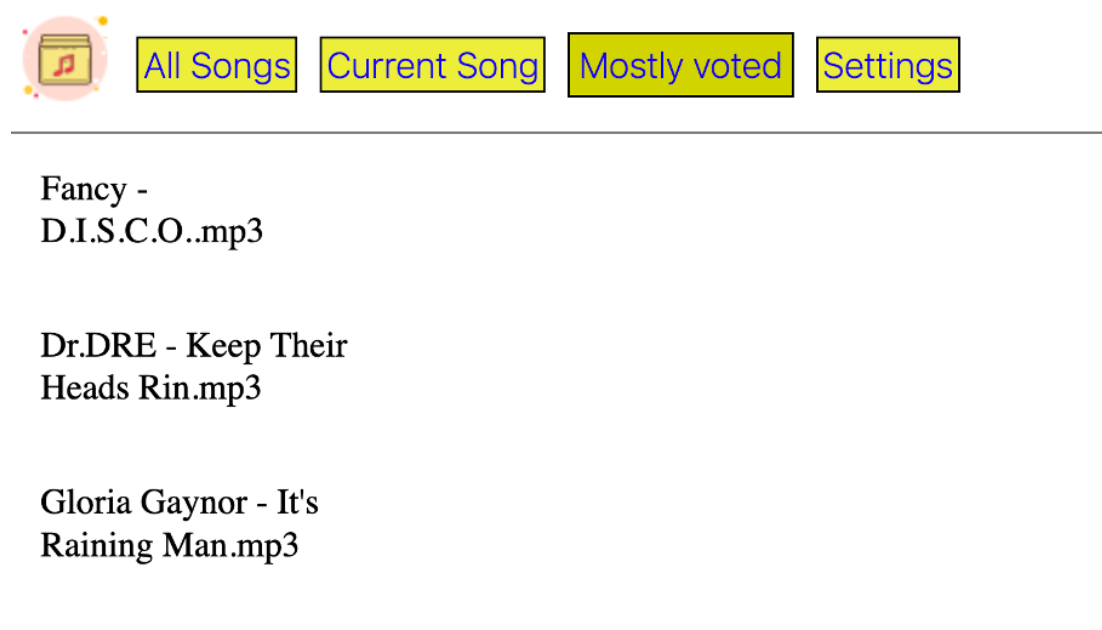 All Songs Current Song Mostly voted Settings
Fancy -
D.I.S.C.O..mp3
Dr.DRE - Keep Their
Heads Rin.mp3
Gloria Gaynor - It's
Raining Man.mp3